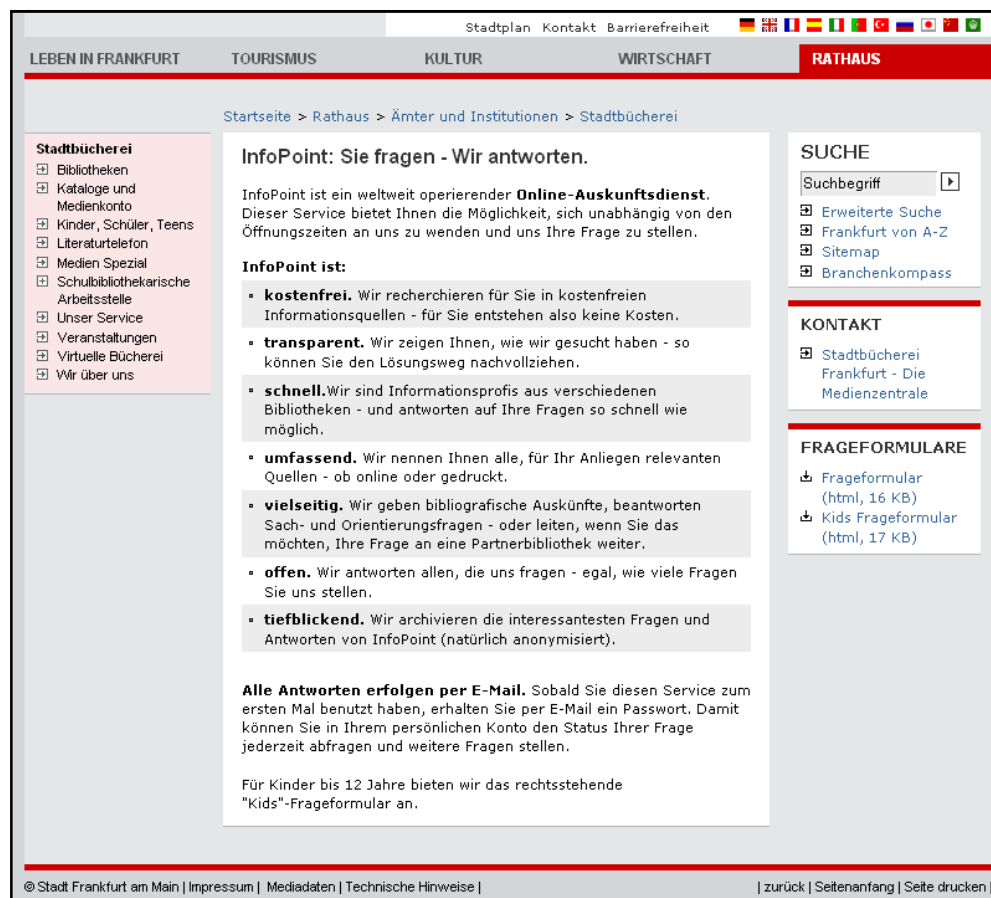 Stadtplan Kontakt Barrierefreiheit
LEBEN IN FRANKFURT TOURISMUS KULTUR WIRTSCHAFT RATHAUS
Startseite > Rathaus > Ämter und Institutionen > Stadtbücherei
Stadtbücherei
Bibliotheken
Kataloge und
Medienkonto
Kinder, Schüler, Teens
Literaturtelefon
Medien Spezial
Schulbibliothekarische
Arbeitsstelle
Unser Service
Veranstaltungen
Virtuelle Bücherei
Wir über uns
InfoPoint: Sie fragen - Wir antworten.
InfoPoint ist ein weltweit operierender Online-Auskunftsdienst.
Dieser Service bietet Ihnen die Möglichkeit, sich unabhängig von den
Öffnungszeiten an uns zu wenden und uns Ihre Frage zu stellen.
InfoPoint ist:
kostenfrei. Wir recherchieren für Sie in kostenfreien
Informationsquellen - für Sie entstehen also keine Kosten.
transparent. Wir zeigen Ihnen, wie wir gesucht haben - so
können Sie den Lösungsweg nachvollziehen.
schnell.Wir sind Informationsprofis aus verschiedenen
Bibliotheken - und antworten auf Ihre Fragen so schnell wie
möglich.
umfassend. Wir nennen Ihnen alle, für Ihr Anliegen relevanten
Quellen - ob online oder gedruckt.
vielseitig. Wir geben bibliografische Auskünfte, beantworten
Sach- und Orientierungsfragen - oder leiten, wenn Sie das
möchten, Ihre Frage an eine Partnerbibliothek weiter.
offen. Wir antworten allen, die uns fragen - egal, wie viele Fragen
Sie uns stellen.
tiefblickend. Wir archivieren die interessantesten Fragen und
Antworten von InfoPoint (natürlich anonymisiert).
Alle Antworten erfolgen per E-Mail. Sobald Sie diesen Service zum
ersten Mal benutzt haben, erhalten Sie per E-Mail ein Passwort. Damit
können Sie in Ihrem persönlichen Konto den Status Ihrer Frage
jederzeit abfragen und weitere Fragen stellen.
Für Kinder bis 12 Jahre bieten wir das rechtsstehende
"Kids"-Frageformular an.
SUCHE
Suchbegriff
Erweiterte Suche
Frankfurt von A-Z
Sitemap
Branchenkompass
KONTAKT
Stadtbücherei
Frankfurt - Die
Medienzentrale
FRAGEFORMULARE
Frageformular
(html, 16 KB)
Kids Frageformular
(html, 17 KB)
© Stadt Frankfurt am Main | Impressum | Mediadaten | Technische Hinweise | | zurück | Seitenanfang | Seite drucken |